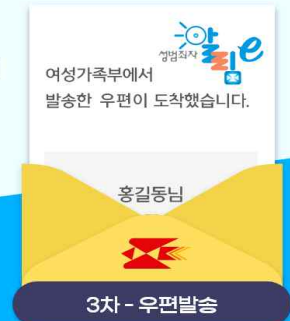 성범죄자
알림e
여성가족부에서
발송한 우편이 도착했습니다.
홍길동님
3차 - 우편발송